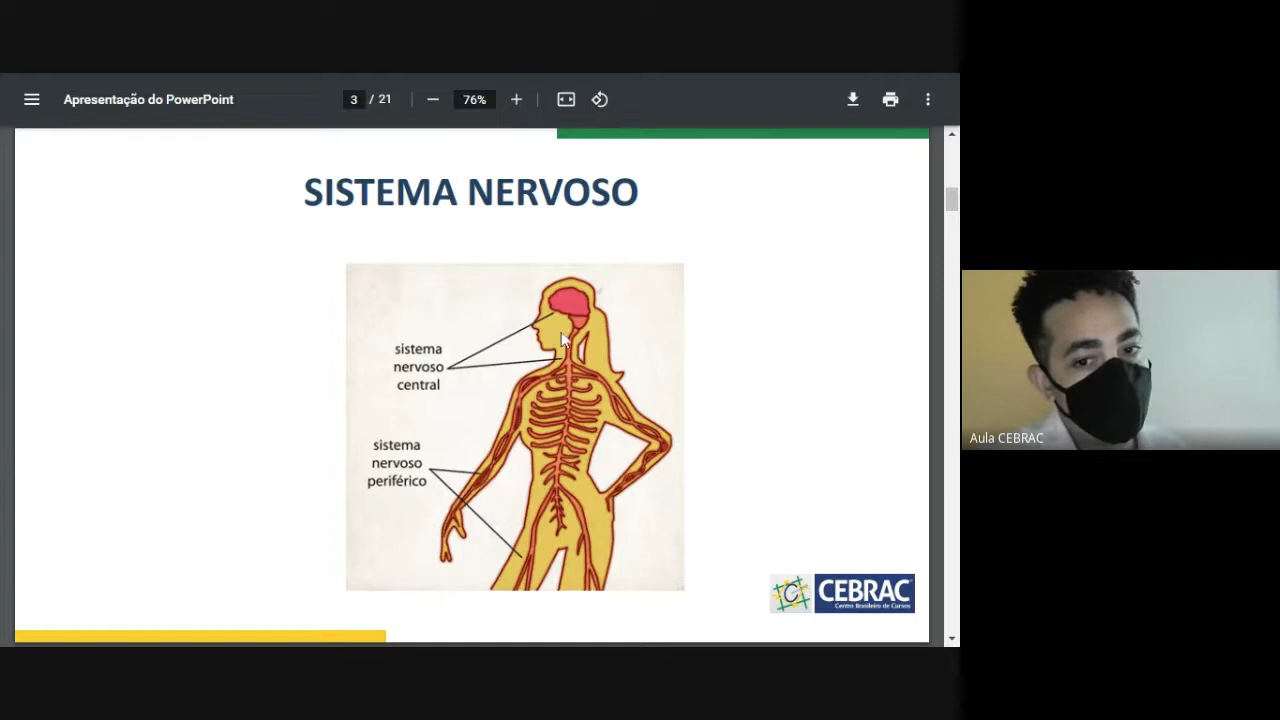 Apresentação do PowerPoint
3 / 21
76%
SISTEMA NERVOSO
sistema
nervoso
central
sistema
nervoso
periférico
CEBRAC
Centro Brasileiro de Cursos
Aula CEBRAC